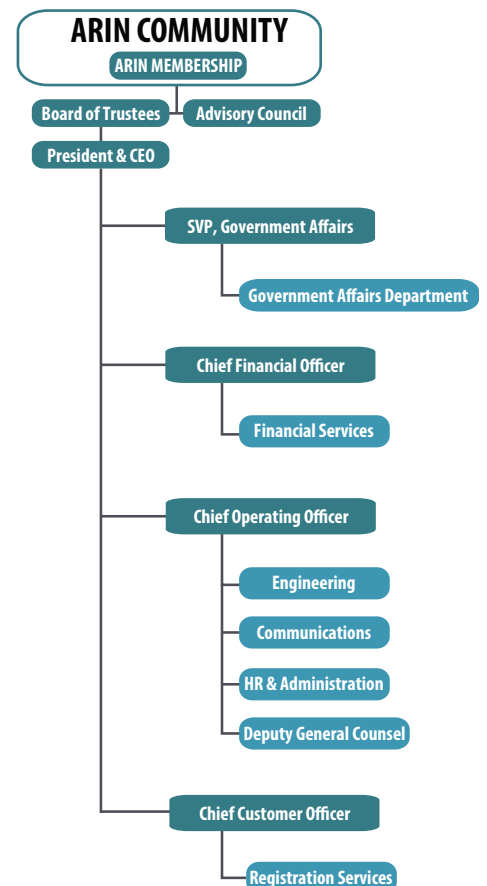 ARIN COMMUNITY
ARIN MEMBERSHIP
Board of Trustees
Advisory Council
President & CEO
SVP, Government Affairs
Government Affairs Department
Chief Financial Officer
Financial Services
Chief Operating Officer
Engineering
Communications
HR & Administration
Deputy General Counsel
Chief Customer Officer
Registration Services